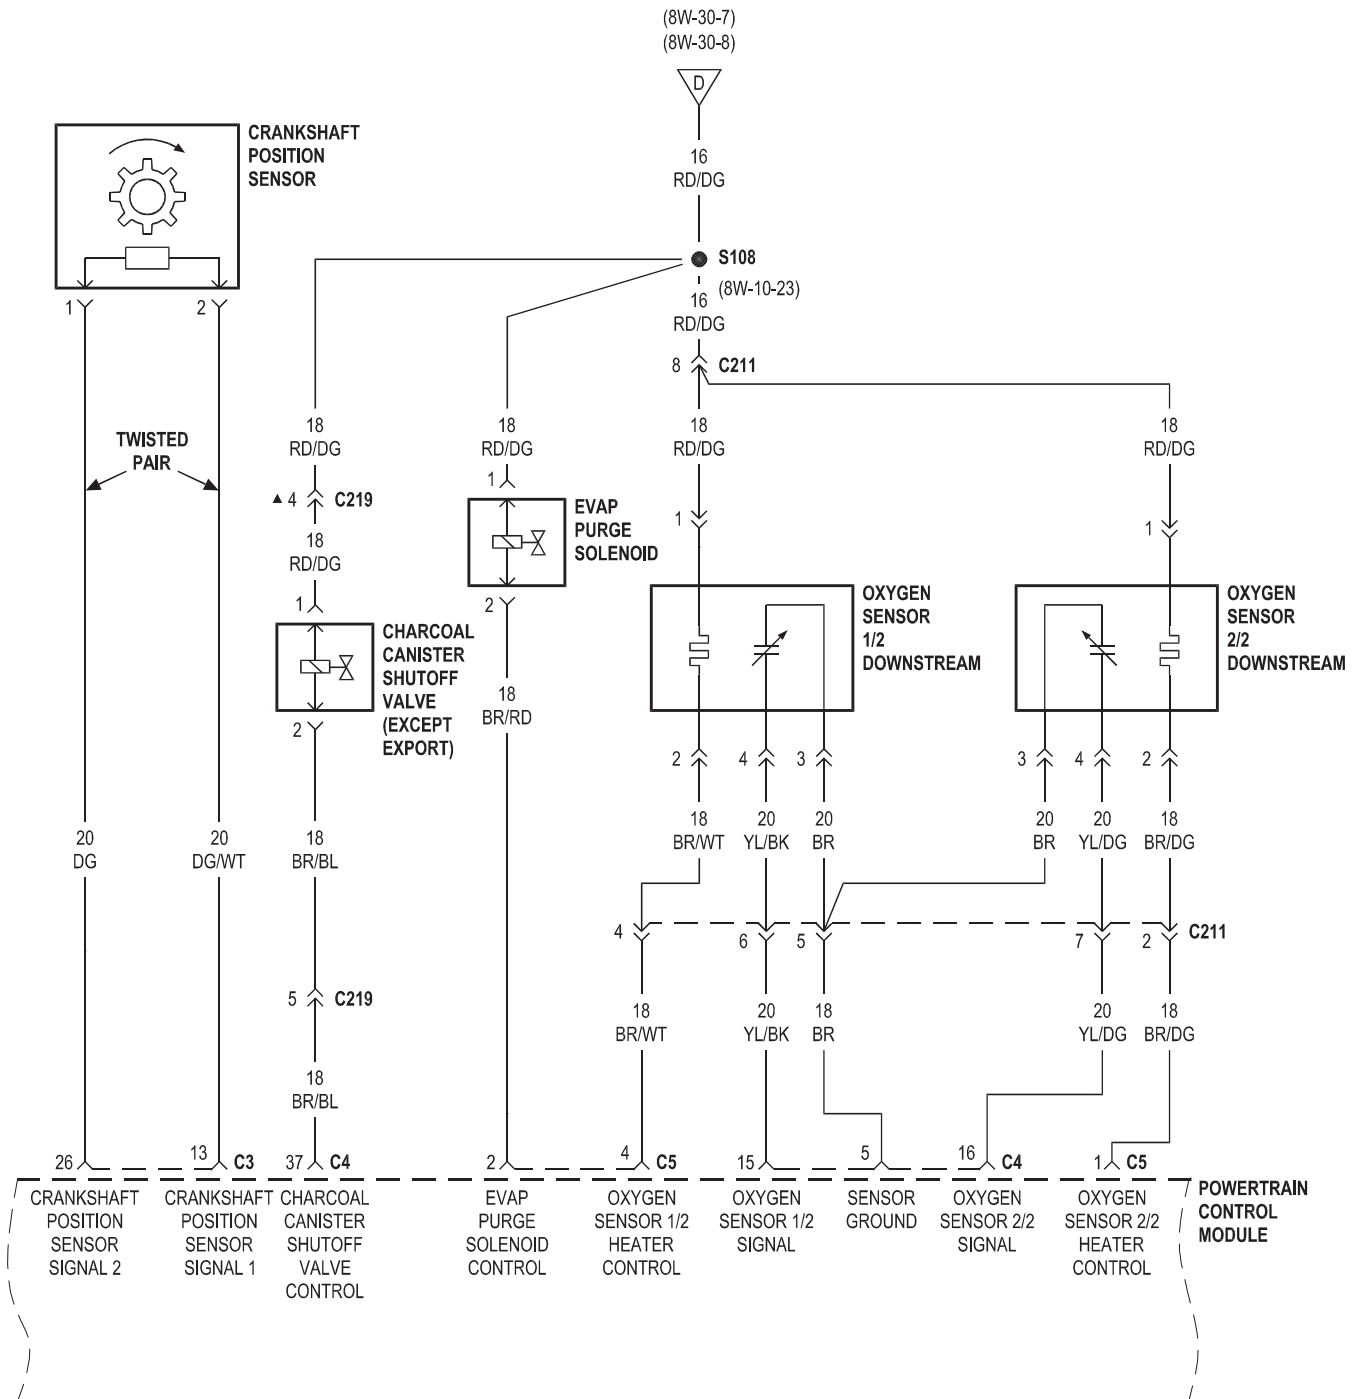 (8W-30-7)
(8W-30-8)
D
16
RD/DG
S108
(8W-10-23)
16
RD/DG
8 C211
CRANKSHAFT
POSITION
SENSOR
1 2
TWISTED
PAIR
18
RD/DG
18
RD/DG
18
RD/DG
18
RD/DG
▲ 4 C219
18
RD/DG
1
CHARCOAL
CANISTER
SHUTOFF
VALVE
(EXCEPT
EXPORT)
2
1
EVAP
PURGE
SOLENOID
2
18
BR/RD
1
OXYGEN
SENSOR
1/2
DOWNSTREAM
1
OXYGEN
SENSOR
2/2
DOWNSTREAM
2 4 3
3 4 2
20
DG
20
DG/WT
18
BR/BL
18
BR/WT
20
YL/BK
20
BR
20
BR
20
YL/DG
18
BR/DG
4 6 5 7 2 C211
5 C219
18
BR/BL
18
BR/WT
20
YL/BK
18
BR
20
YL/DG
18
BR/DG
26 13 C3 37 C4 2 4 C5 15 5 16 C4 1 C5
CRANKSHAFT
POSITION
SENSOR
SIGNAL 2
CRANKSHAFT
POSITION
SENSOR
SIGNAL 1
CHARCOAL
CANISTER
SHUTOFF
VALVE
CONTROL
EVAP
PURGE
SOLENOID
CONTROL
OXYGEN
SENSOR 1/2
HEATER
CONTROL
OXYGEN
SENSOR 1/2
SIGNAL
SENSOR
GROUND
OXYGEN
SENSOR 2/2
SIGNAL
OXYGEN
SENSOR 2/2
HEATER
CONTROL
POWERTRAIN
CONTROL
MODULE